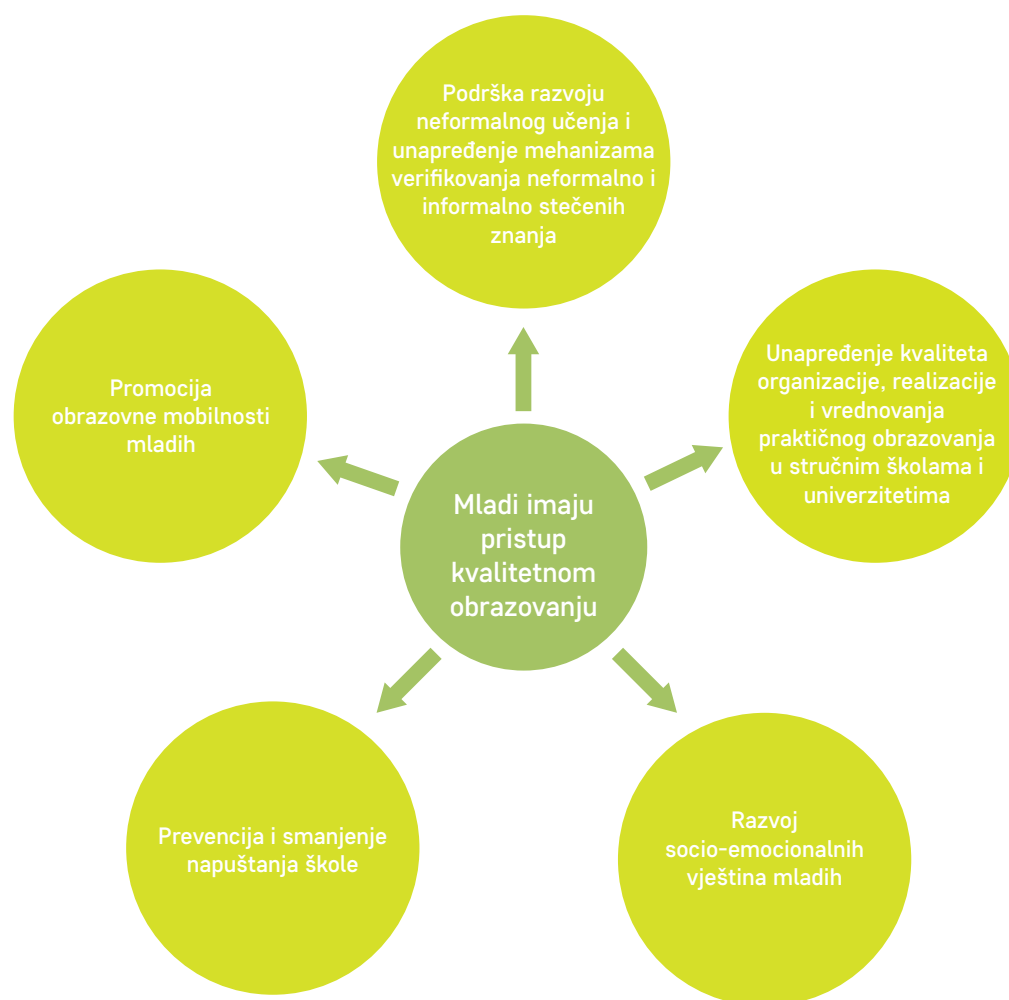 Podrška razvoju
neformalnog učenja i
unapređenje mehanizama
verifikovanja neformalno i
informalno stečenih
znanja
Promocija
obrazovne mobilnosti
mladih
Unapređenje kvaliteta
organizacije, realizacije
i vrednovanja
praktičnog obrazovanja
u stručnim školama i
univerzitetima
Mladi imaju
pristup
kvalitetnom
obrazovanju
Prevencija i smanjenje
napuštanja škole
Razvoj
socio-emocionalnih
vještina mladih